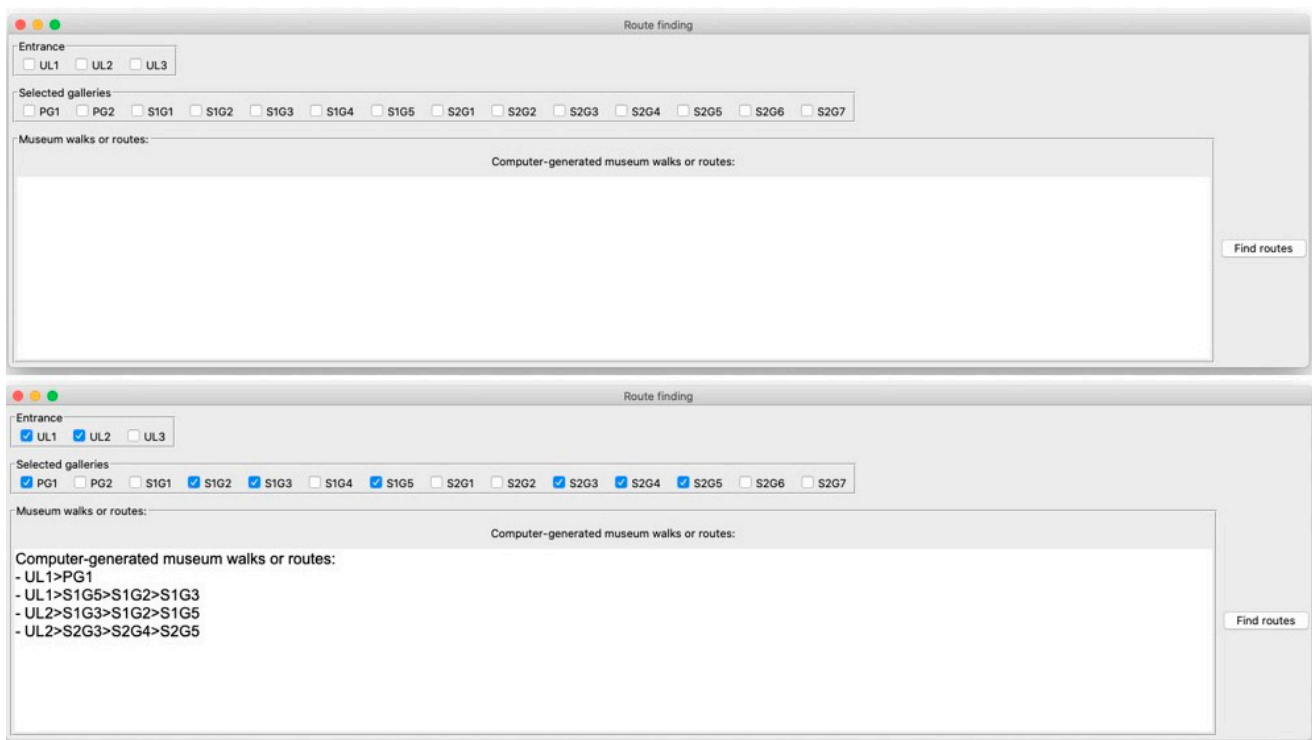 Route finding
Entrance
UL1 UL2 UL3
Selected galleries
PG1 PG2 S1G1 S1G2 S1G3 S1G4 S1G5 S2G1 S2G2 S2G3 S2G4 S2G5 S2G6 S2G7
Museum walks or routes:
Computer-generated museum walks or routes:
Find routes
Route finding
Entrance
UL1 UL2 UL3
Selected galleries
PG1 PG2 S1G1 S1G2 S1G3 S1G4 S1G5 S2G1 S2G2 S2G3 S2G4 S2G5 S2G6 S2G7
Museum walks or routes:
Computer-generated museum walks or routes:
Computer-generated museum walks or routes:
- UL1>PG1
- UL1>S1G5>S1G2>S1G3
- UL2>S1G3>S1G2>S1G5
- UL2>S2G3>S2G4>S2G5
Find routes